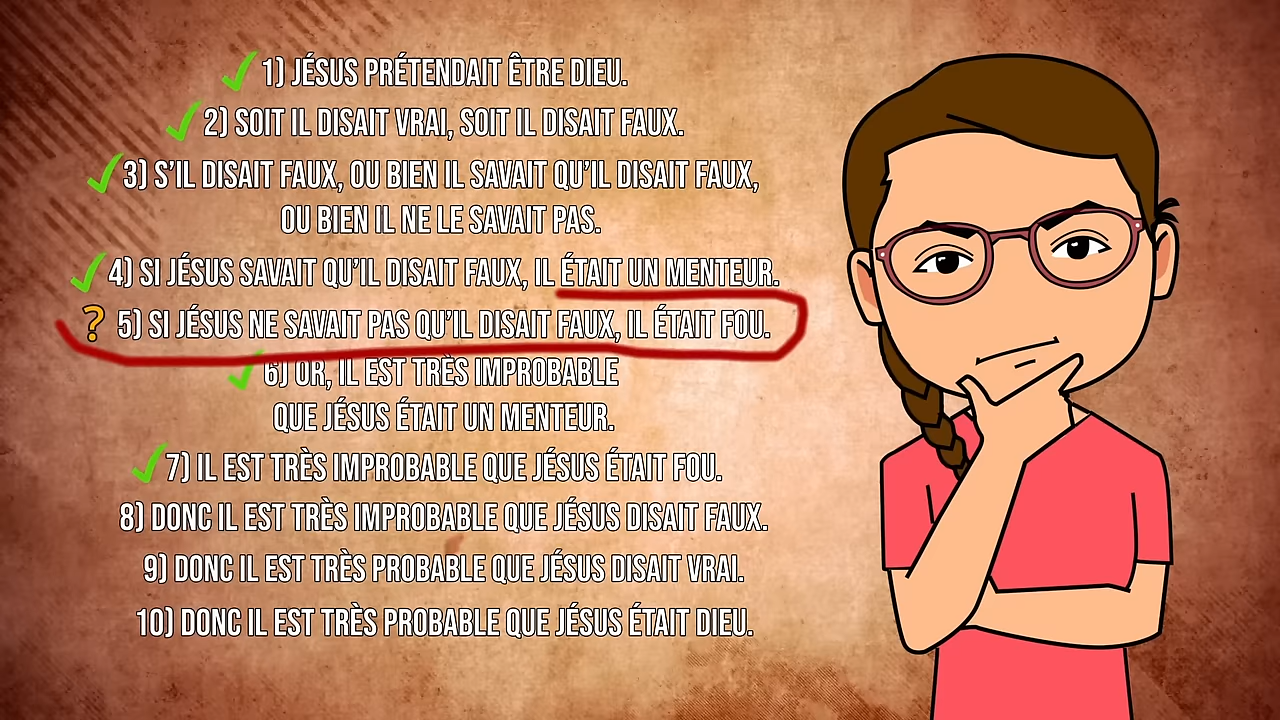 1) JÉSUS PRÉTENDAIT ÊTRE DIEU.
2) SOIT IL DISAIT VRAI, SOIT IL DISAIT FAUX.
3) S'IL DISAIT FAUX, OU BIEN IL SAVAIT QU'IL DISAIT FAUX,
OU BIEN IL NE LE SAVAIT PAS.
4) SI JÉSUS SAVAIT QU'IL DISAIT FAUX, IL ÉTAIT UN MENTEUR.
? 5) SI JÉSUS NE SAVAIT PAS QU'IL DISAIT FAUX, IL ÉTAIT FOU.
6) OR, IL EST TRÈS IMPROBABLE
QUE JÉSUS ÉTAIT UN MENTEUR.
7) IL EST TRÈS IMPROBABLE QUE JÉSUS ÉTAIT FOU.
8) DONC IL EST TRÈS IMPROBABLE QUE JÉSUS DISAIT FAUX.
9) DONC IL EST TRÈS PROBABLE QUE JÉSUS DISAIT VRAI.
10) DONC IL EST TRÈS PROBABLE QUE JÉSUS ÉTAIT DIEU.